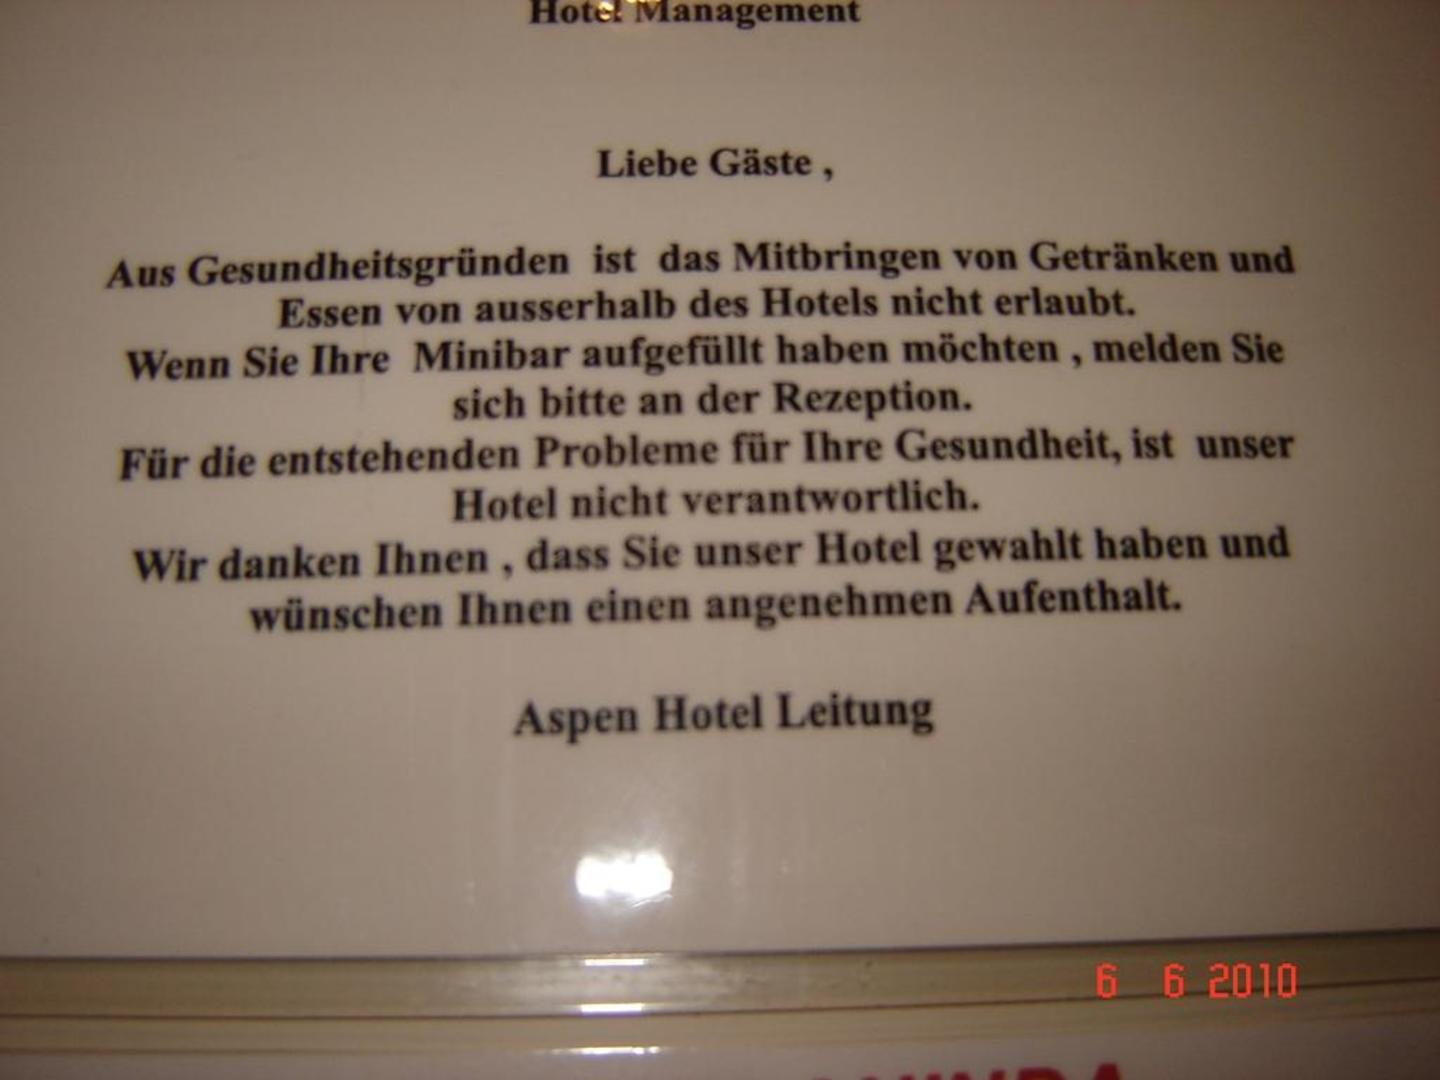 Hotel Management
Liebe Gäste ,
Aus Gesundheitsgründen ist das Mitbringen von Getränken und
Essen von ausserhalb des Hotels nicht erlaubt.
Wenn Sie Ihre Minibar aufgefüllt haben möchten , melden Sie
sich bitte an der Rezeption.
Für die entstehenden Probleme für Ihre Gesundheit, ist unser
Hotel nicht verantwortlich.
Wir danken Ihnen , dass Sie unser Hotel gewahlt haben und
wünschen Ihnen einen angenehmen Aufenthalt.
Aspen Hotel Leitung
6 6 2010